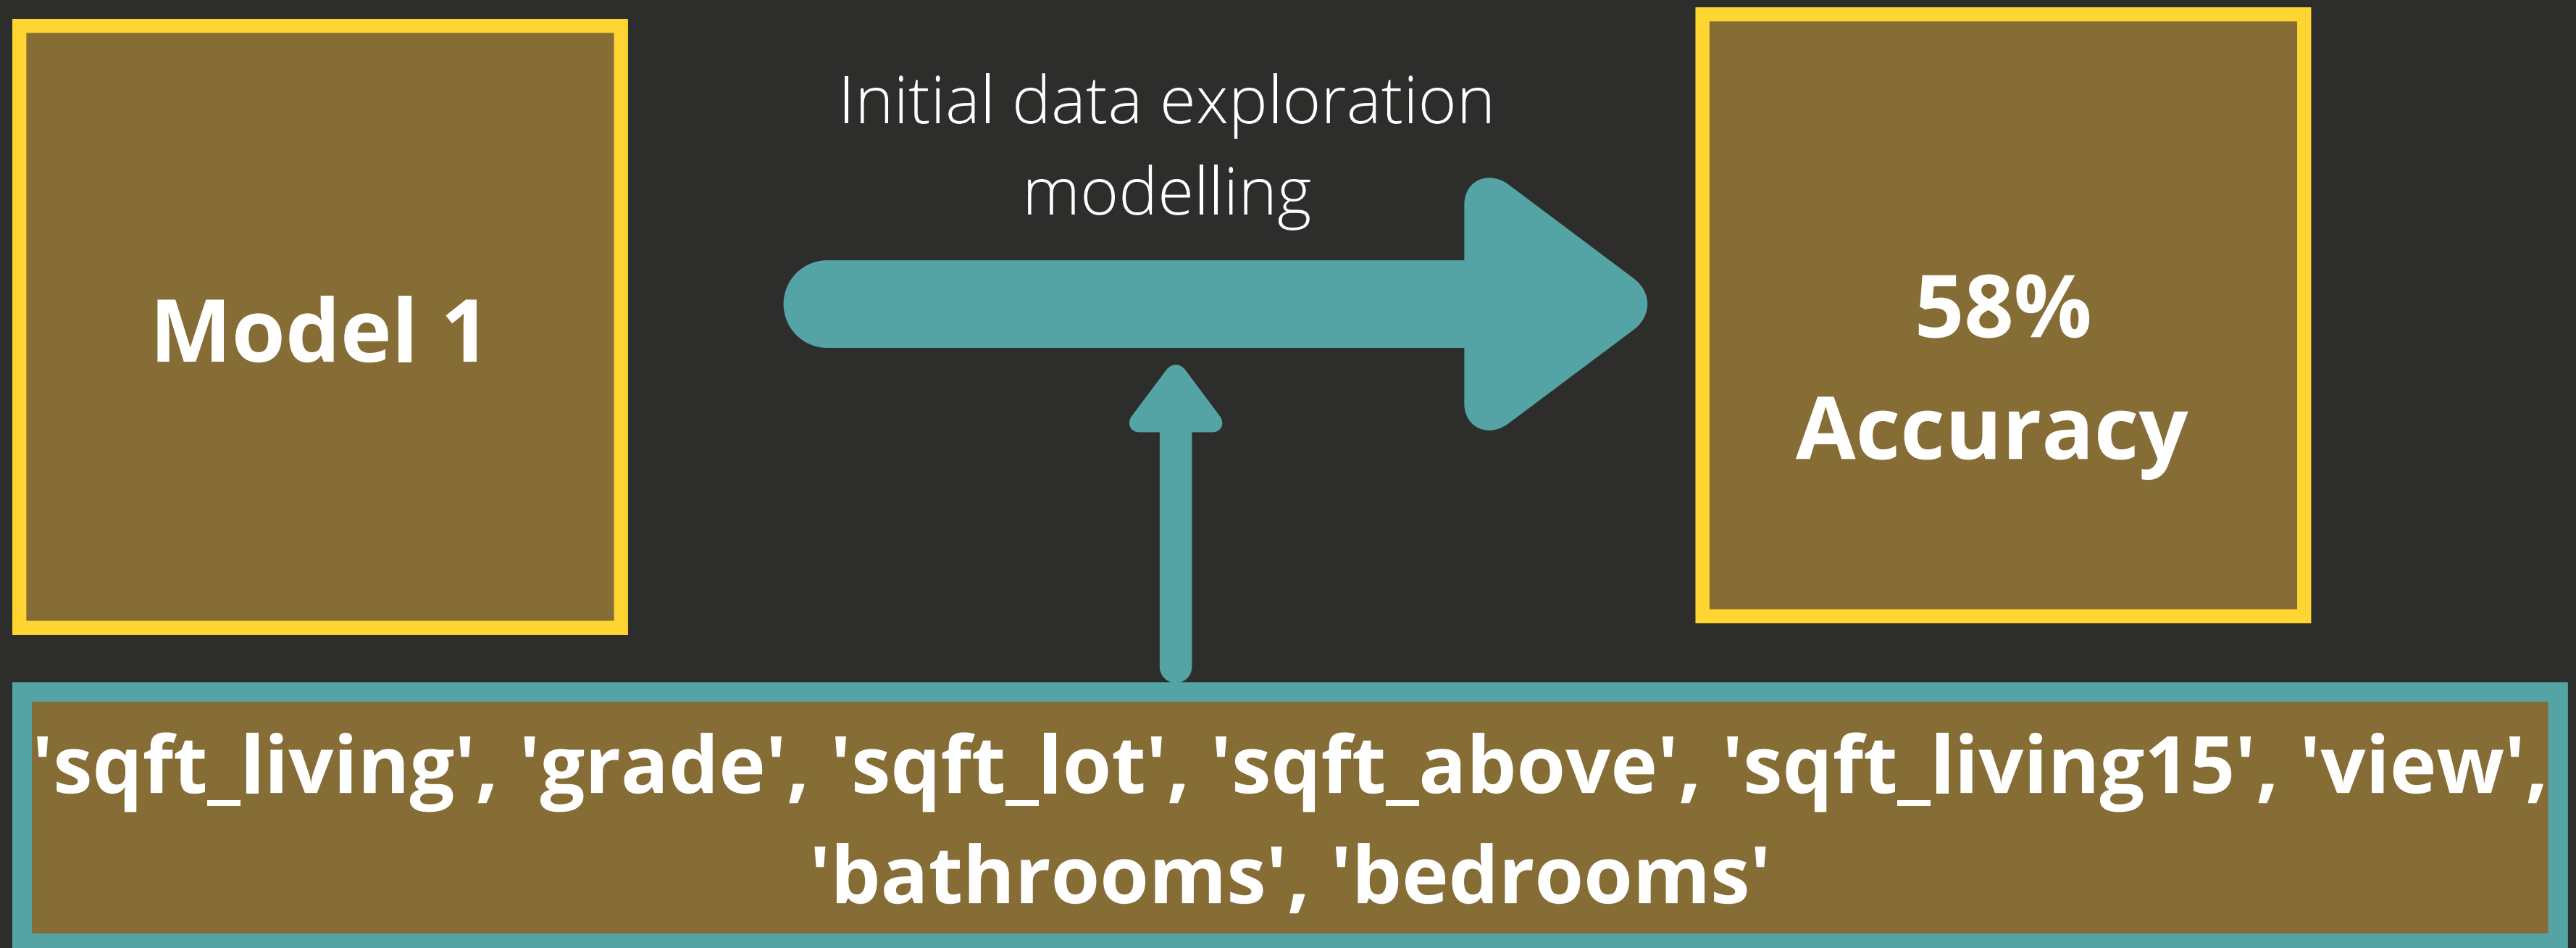 Initial data exploration
modelling
Model 1
58%
Accuracy
'sqft_living', 'grade', 'sqft_lot', 'sqft_above', 'sqft_living15', 'view',
'bathrooms', 'bedrooms'